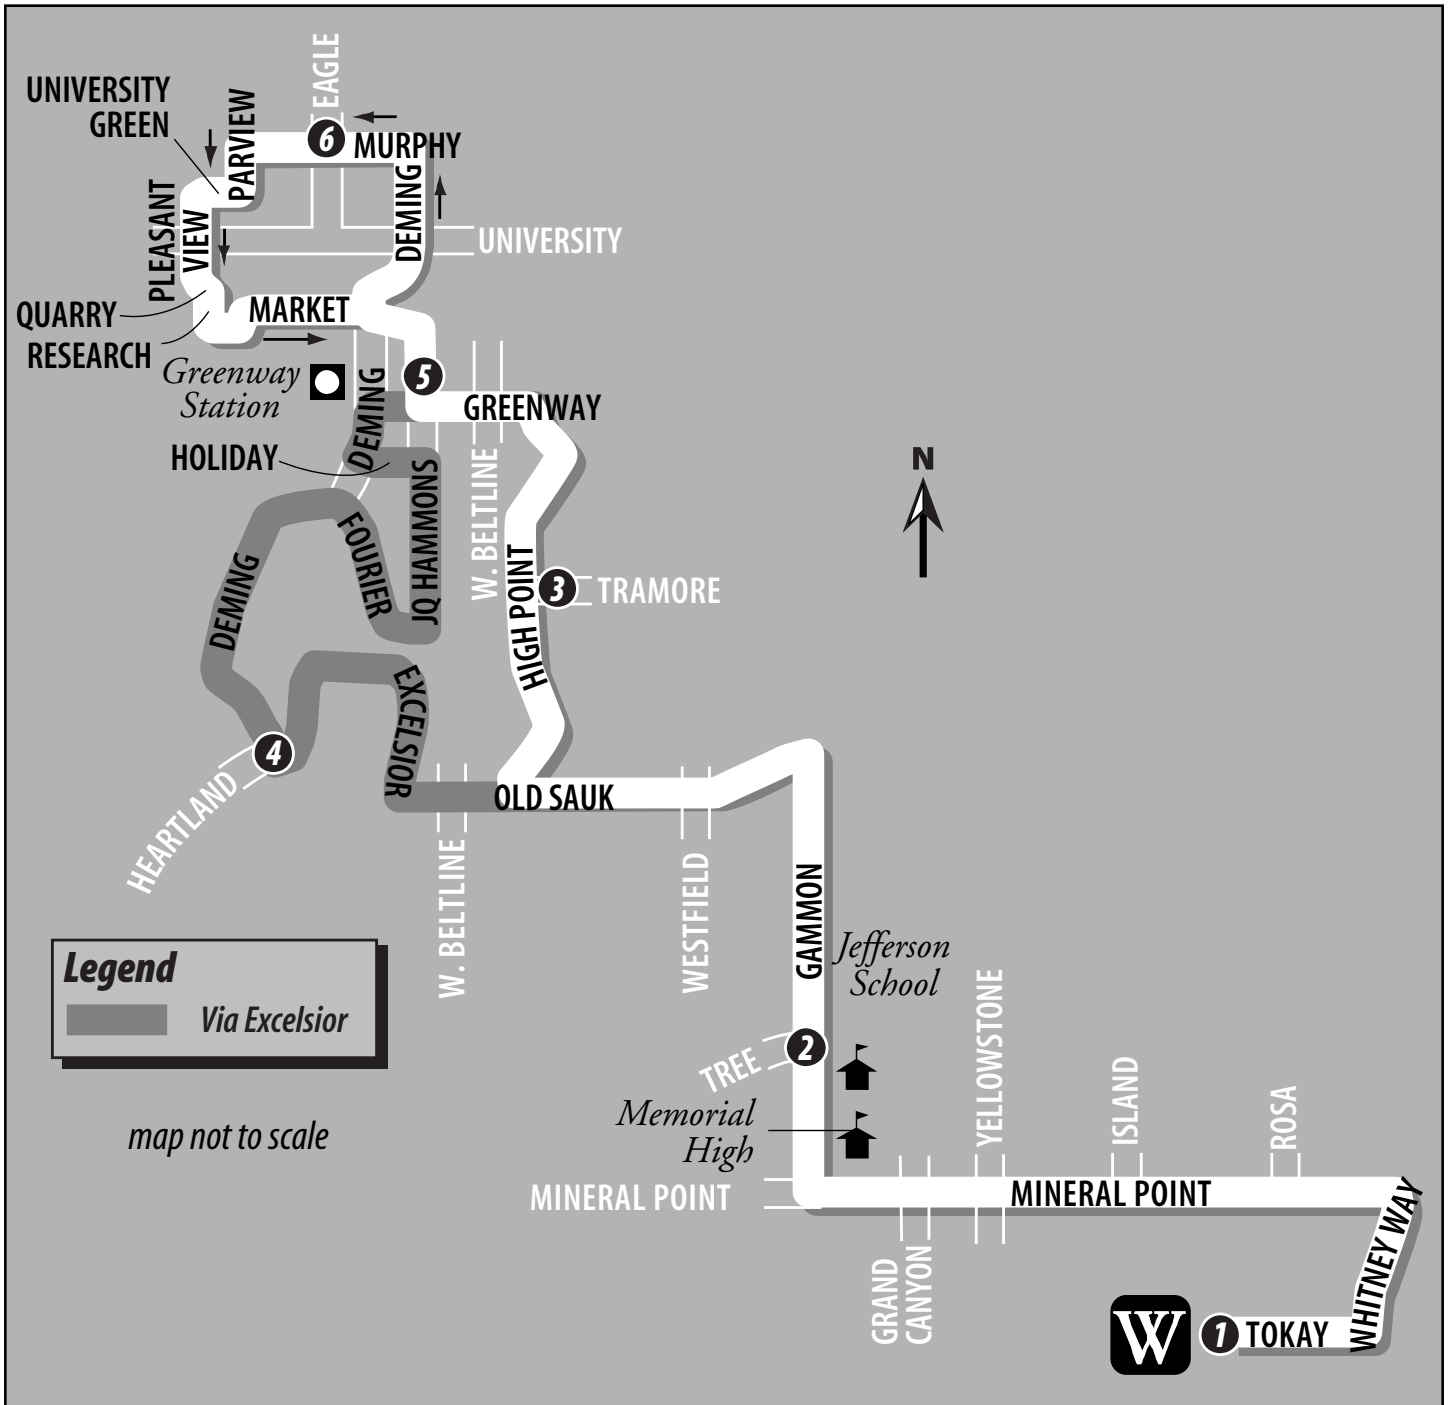 EAGLE
UNIVERSITY
GREEN
PARVIEW
6
MURPHY
PLEASANT
VIEW
DEMING
UNIVERSITY
QUARRY
MARKET
RESEARCH
Greenway
Station
5
DEMING
GREENWAY
HOLIDAY
N
FOURIER
JQ HAMMONS
W. BELTLINE
DEMING
HIGH POINT
3
TRAMORE
EXCELSIOR
4
HEARTLAND
OLD SAUK
W. BELTLINE
WESTFIELD
GAMMON
Jefferson
School
Legend
Via Excelsior
TREE
2
YELLOWSTONE
ISLAND
ROSA
Memorial
High
map not to scale
MINERAL POINT
MINERAL POINT
GRAND
CANYON
WHITNEY WAY
W
1
TOKAY